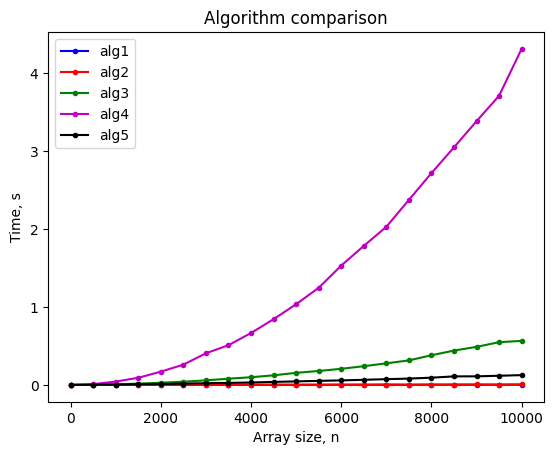 Algorithm comparison
alg1
alg2
alg3
alg4
alg5
4
3
2
1
0
Time, s
0
2000
4000
6000
8000
10000
Array size, n